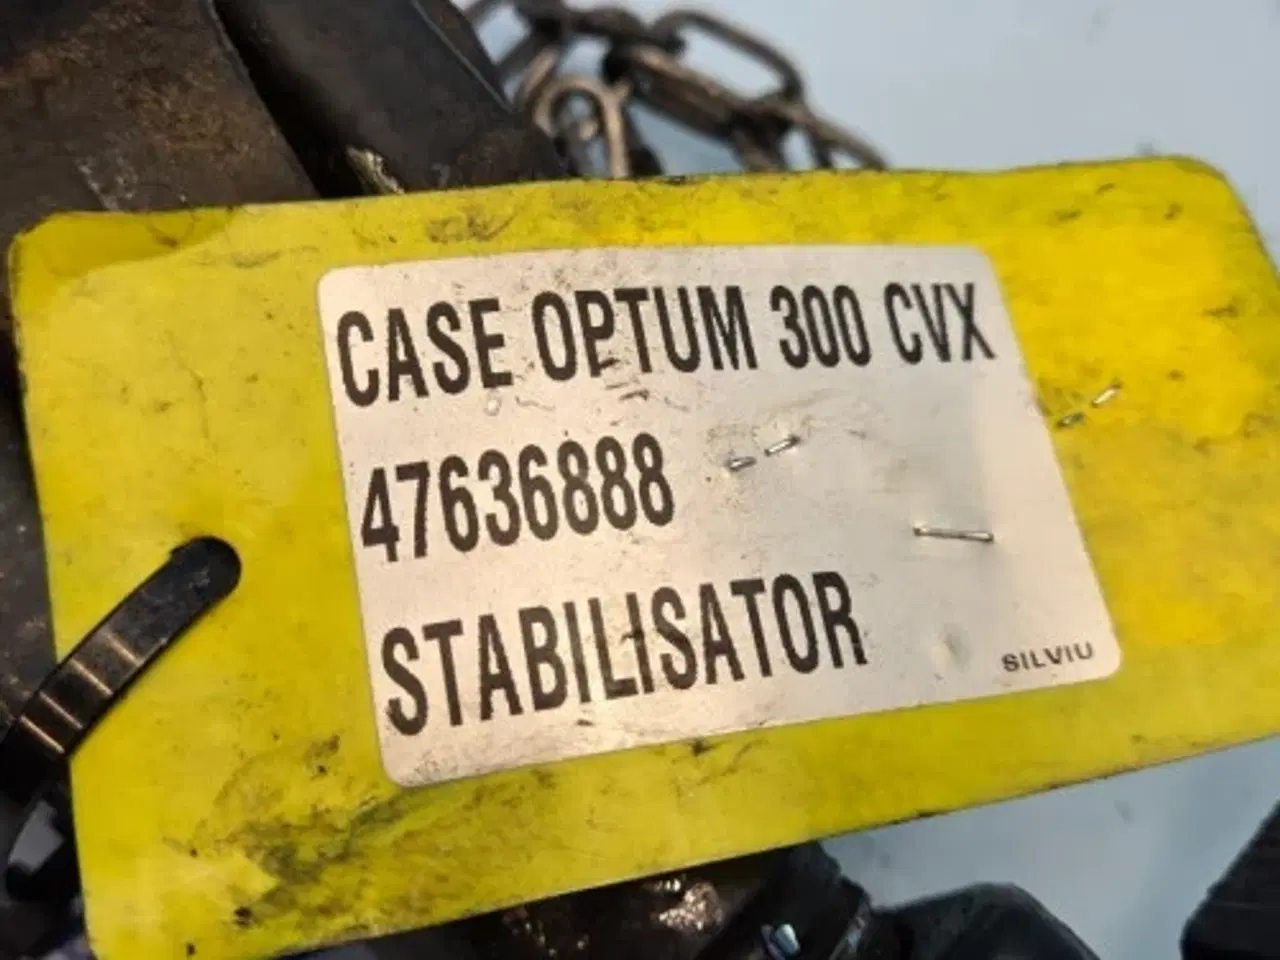 CASE OPTUM 300 CVX
47636888
STABILISATOR
SILVIU